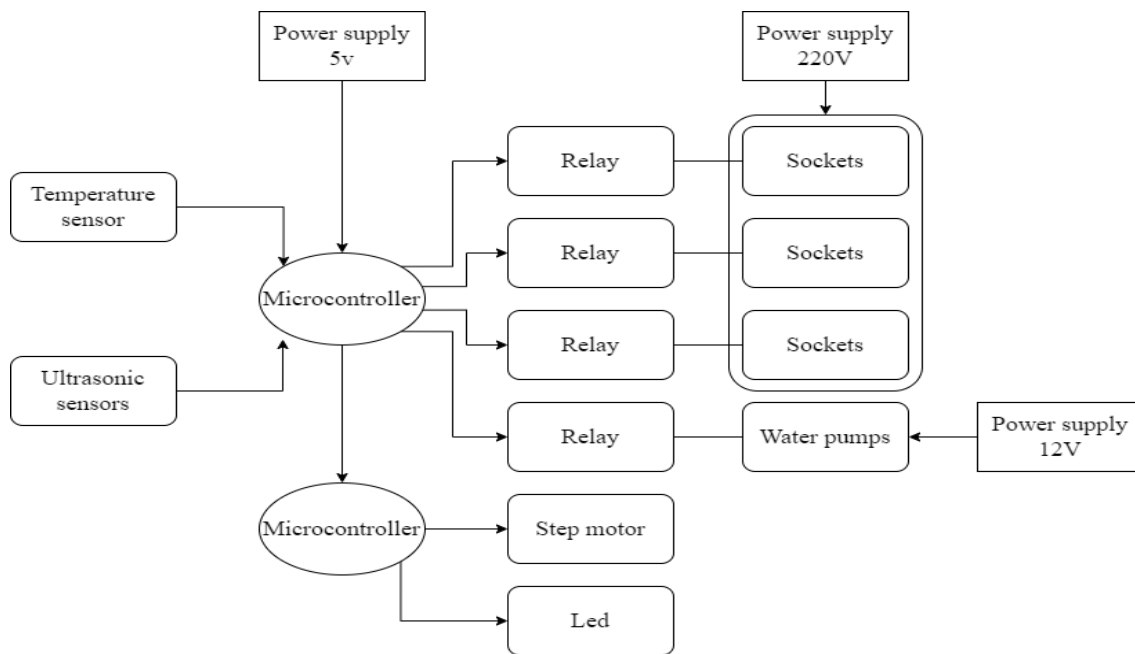 Power supply
5v
Power supply
220V
Relay
Sockets
Temperature
sensor
Relay
Sockets
Microcontroller
Relay
Sockets
Ultrasonic
sensors
Relay
Water pumps
Power supply
12V
Microcontroller
Step motor
Led